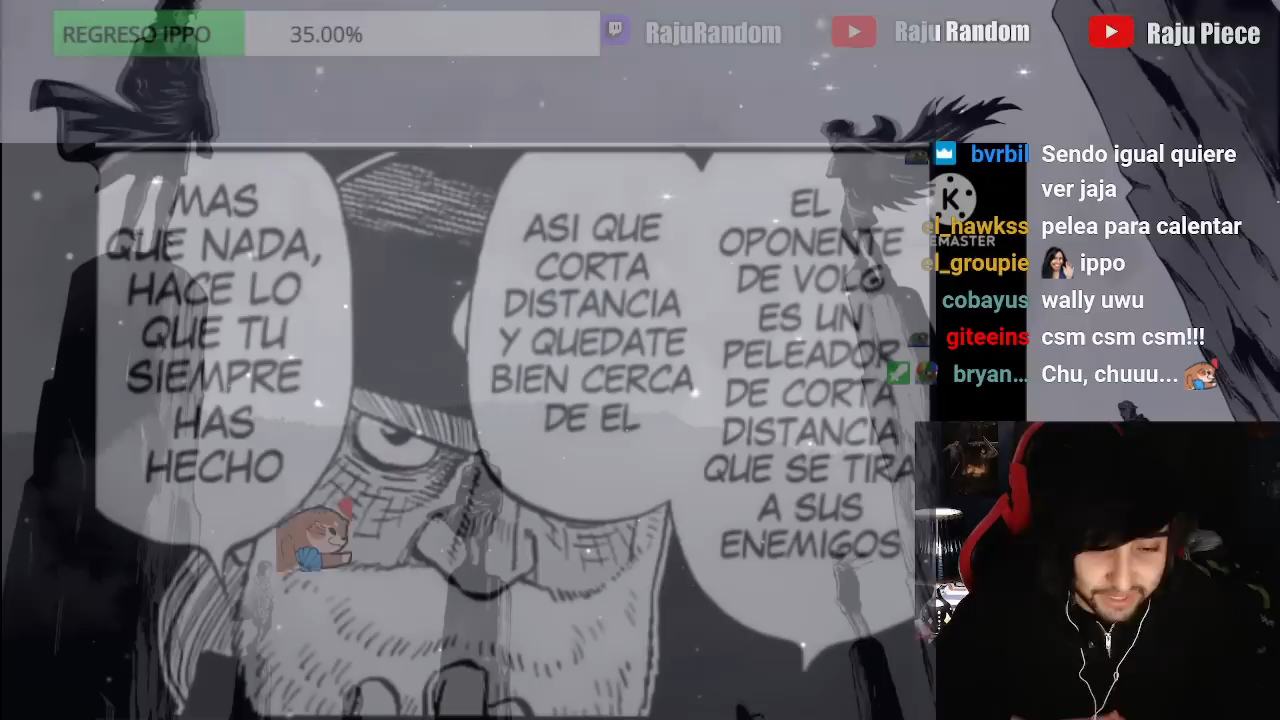 REGRESO IPPO 35.00%
RajuRandom
Raju Random
Raju Piece
MAS
QUE NADA,
HACE LO
QUE TU
SIEMPRE
HAS
HECHO
ASI QUE
CORTA
DISTANCIA
Y QUEDATE
BIEN CERCA
DE EL
EL
OPONENTE
DE VOLG
ES UN
PELEADOR
DE CORTA
DISTANCIA
QUE SE TIRA
A SUS
ENEMIGOS
K
EMASTER
bvrbil Sendo igual quiere
ver jaja
el_hawkss pelea para calentar
el_groupie ippo
cobayus wally uwu
giteeins csm csm csm!!!
bryan... Chu, chuuu...